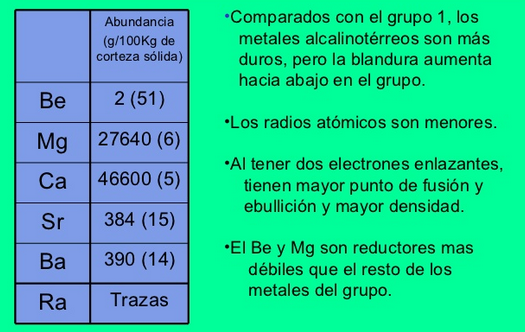 Abundancia
(g/100Kg de
corteza sólida)
Be 2 (51)
Mg 27640 (6)
Ca 46600 (5)
Sr 384 (15)
Ba 390 (14)
Ra Trazas
•Comparados con el grupo 1, los
metales alcalinotérreos son más
duros, pero la blandura aumenta
hacia abajo en el grupo.
•Los radios atómicos son menores.
•Al tener dos electrones enlazantes,
tienen mayor punto de fusión y
ebullición y mayor densidad.
•El Be y Mg son reductores mas
débiles que el resto de los
metales del grupo.